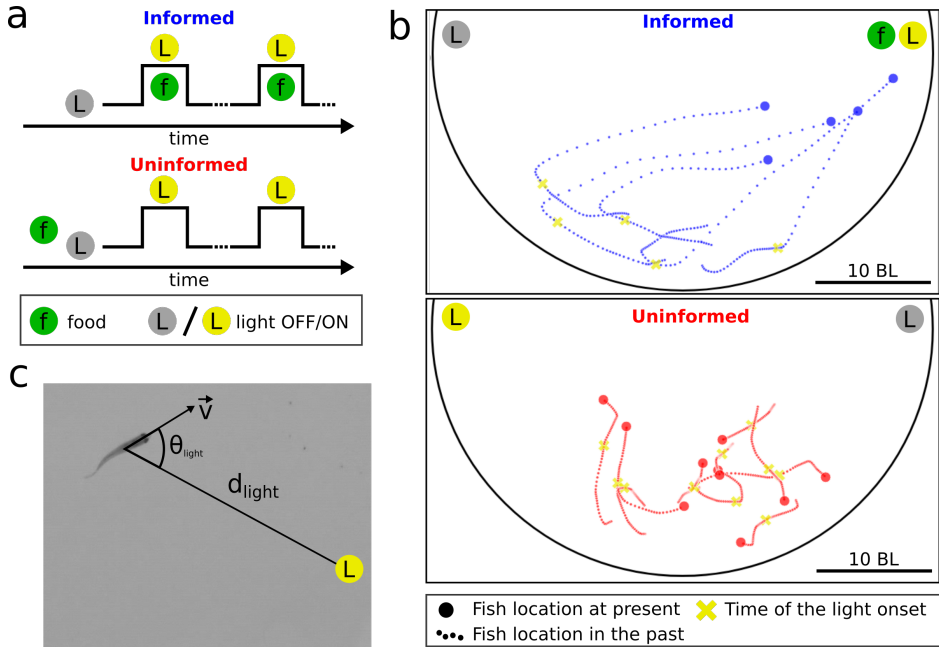 a
Informed
L L
f f
L
time
Uninformed
L L
f
L
time
f food L / L light OFF/ON
b
Informed
L f L
10 BL
Uninformed
L L
10 BL
Fish location at present Time of the light onset
Fish location in the past
c
v
θlight
dlight
L